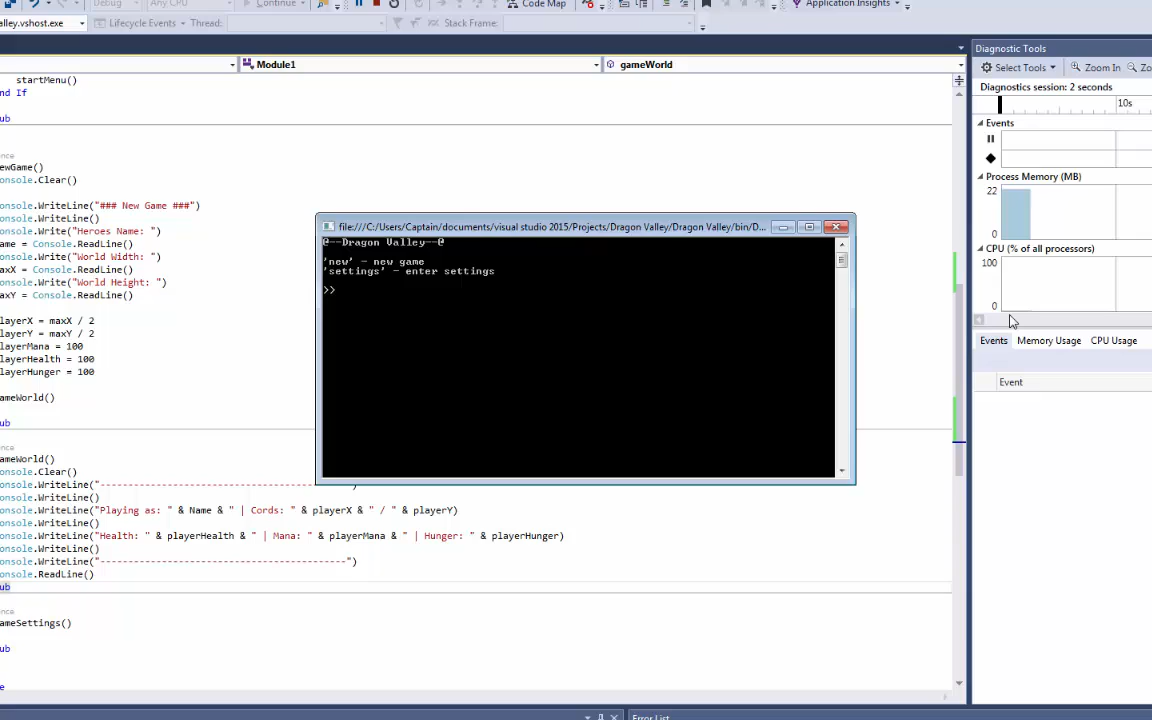 Debug Any CPU Continue Code Map Application Insights
alley.vshost.exe Lifecycle Events Thread: Stack Frame:
Module1 gameWorld
startMenu()
nd If
ub
ence
ewGame()
onsole.Clear()
onsole.WriteLine("### New Game ###")
onsole.WriteLine()
onsole.Write("Heroes Name: ")
ame = Console.ReadLine()
onsole.Write("World Width: ")
axX = Console.ReadLine()
onsole.Write("World Height: ")
axY = Console.ReadLine()
layerX = maxX / 2
layerY = maxY / 2
layerMana = 100
layerHealth = 100
layerHunger = 100
ameWorld()
ub
ence
ameWorld()
onsole.Clear()
onsole.WriteLine("-----------------------------------------
onsole.WriteLine()
onsole.WriteLine("Playing as: " & Name & " | Cords: " & playerX & " / " & playerY)
onsole.WriteLine()
onsole.WriteLine("Health: " & playerHealth & " | Mana: " & playerMana & " | Hunger: " & playerHunger)
onsole.WriteLine()
onsole.WriteLine("-------------------------------------------")
onsole.ReadLine()
ub
ence
ameSettings()
ub
e
file:///C:/Users/Captain/documents/visual studio 2015/Projects/Dragon Valley/Dragon Valley/bin/D...
@--Dragon Valley--@
'new' - new game
'settings' - enter settings
>>
Diagnostic Tools
Select Tools Zoom In Zo
Diagnostics session: 2 seconds
10s
Events
Process Memory (MB)
22
0
CPU (% of all processors)
100
0
Events Memory Usage CPU Usage
Event
Error List